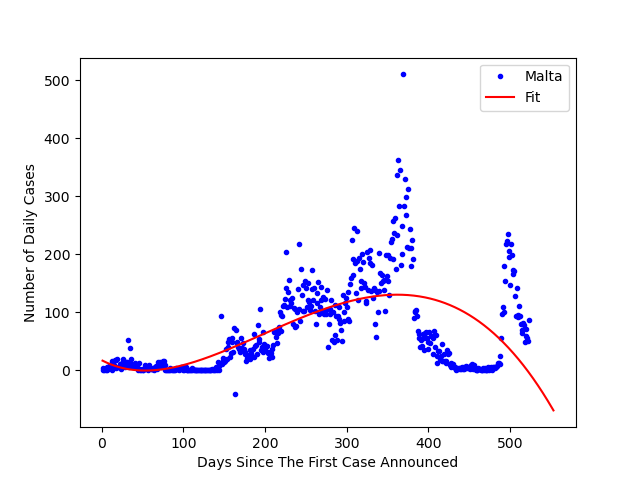 Malta
Fit
500
400
300
200
100
0
Number of Daily Cases
0 100 200 300 400 500
Days Since The First Case Announced